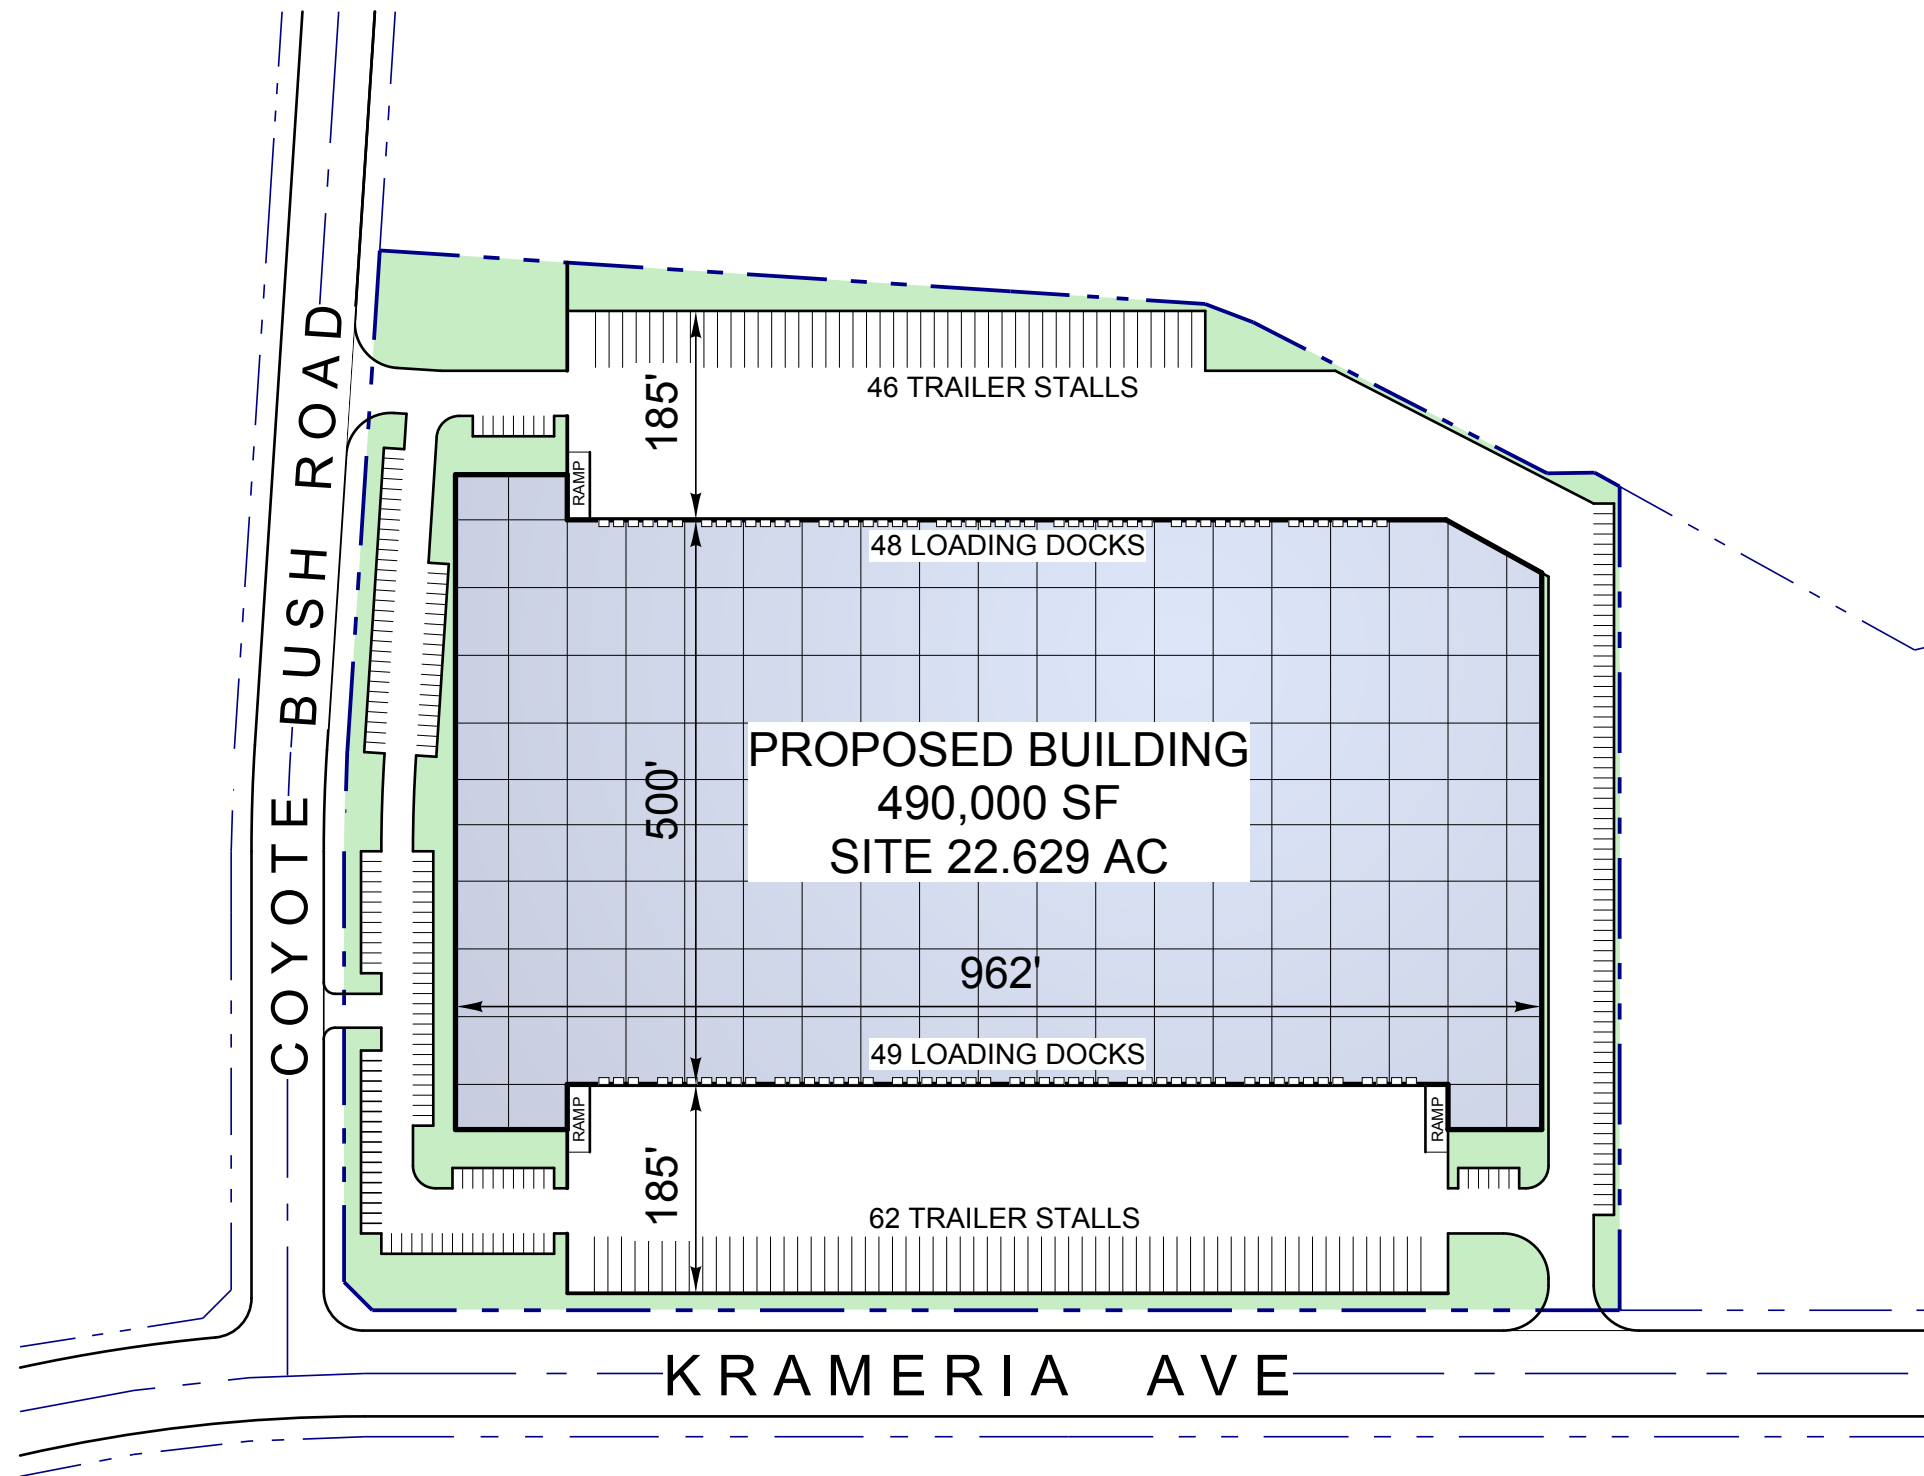 COYOTE BUSH ROAD
185'
46 TRAILER STALLS
RAMP
48 LOADING DOCKS
PROPOSED BUILDING
490,000 SF
SITE 22.629 AC
500'
962'
49 LOADING DOCKS
RAMP
RAMP
185'
62 TRAILER STALLS
KRAMERIA AVE